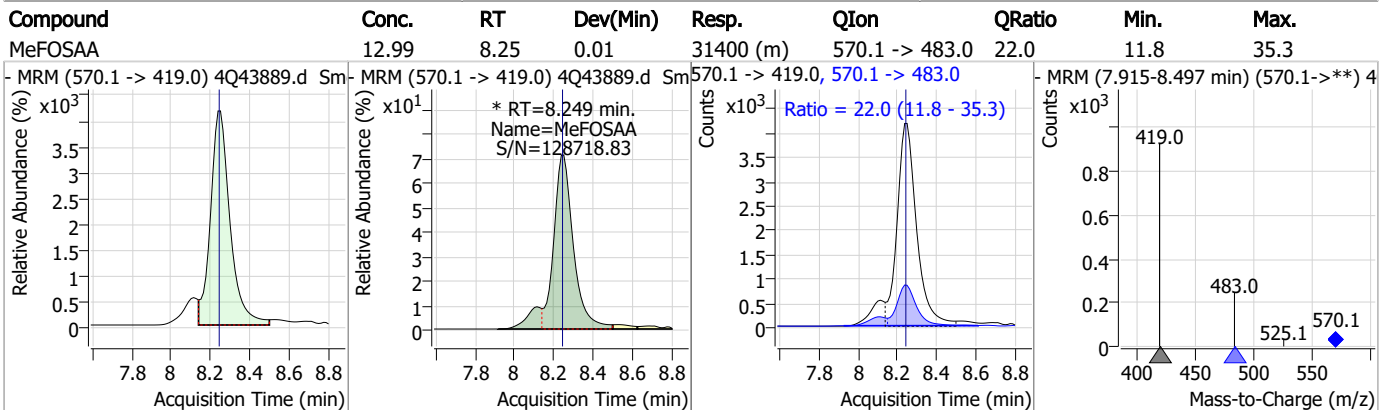 Compound Conc. RT Dev(Min) Resp. QIon QRatio Min. Max.
MeFOSAA 12.99 8.25 0.01 31400 (m) 570.1 -> 483.0 22.0 11.8 35.3
- MRM (570.1 -> 419.0) 4Q43889.d Sm
Relative Abundance (%)
x10³
3.5
3
2.5
2
1.5
1
0.5
0
7.8 8 8.2 8.4 8.6 8.8
Acquisition Time (min)
- MRM (570.1 -> 419.0) 4Q43889.d Sm
Relative Abundance (%)
x10¹
* RT=8.249 min.
Name=MeFOSAA
S/N=128718.83
7
6
5
4
3
2
1
0
7.8 8 8.2 8.4 8.6 8.8
Acquisition Time (min)
570.1 -> 419.0, 570.1 -> 483.0
Counts
x10³
Ratio = 22.0 (11.8 - 35.3)
3.5
3
2.5
2
1.5
1
0.5
0
7.8 8 8.2 8.4 8.6 8.8
Acquisition Time (min)
- MRM (7.915-8.497 min) (570.1->**) 4
Counts
x10³
419.0
0.8
0.6
0.4
483.0
0.2
525.1
570.1
0
400 450 500 550
Mass-to-Charge (m/z)